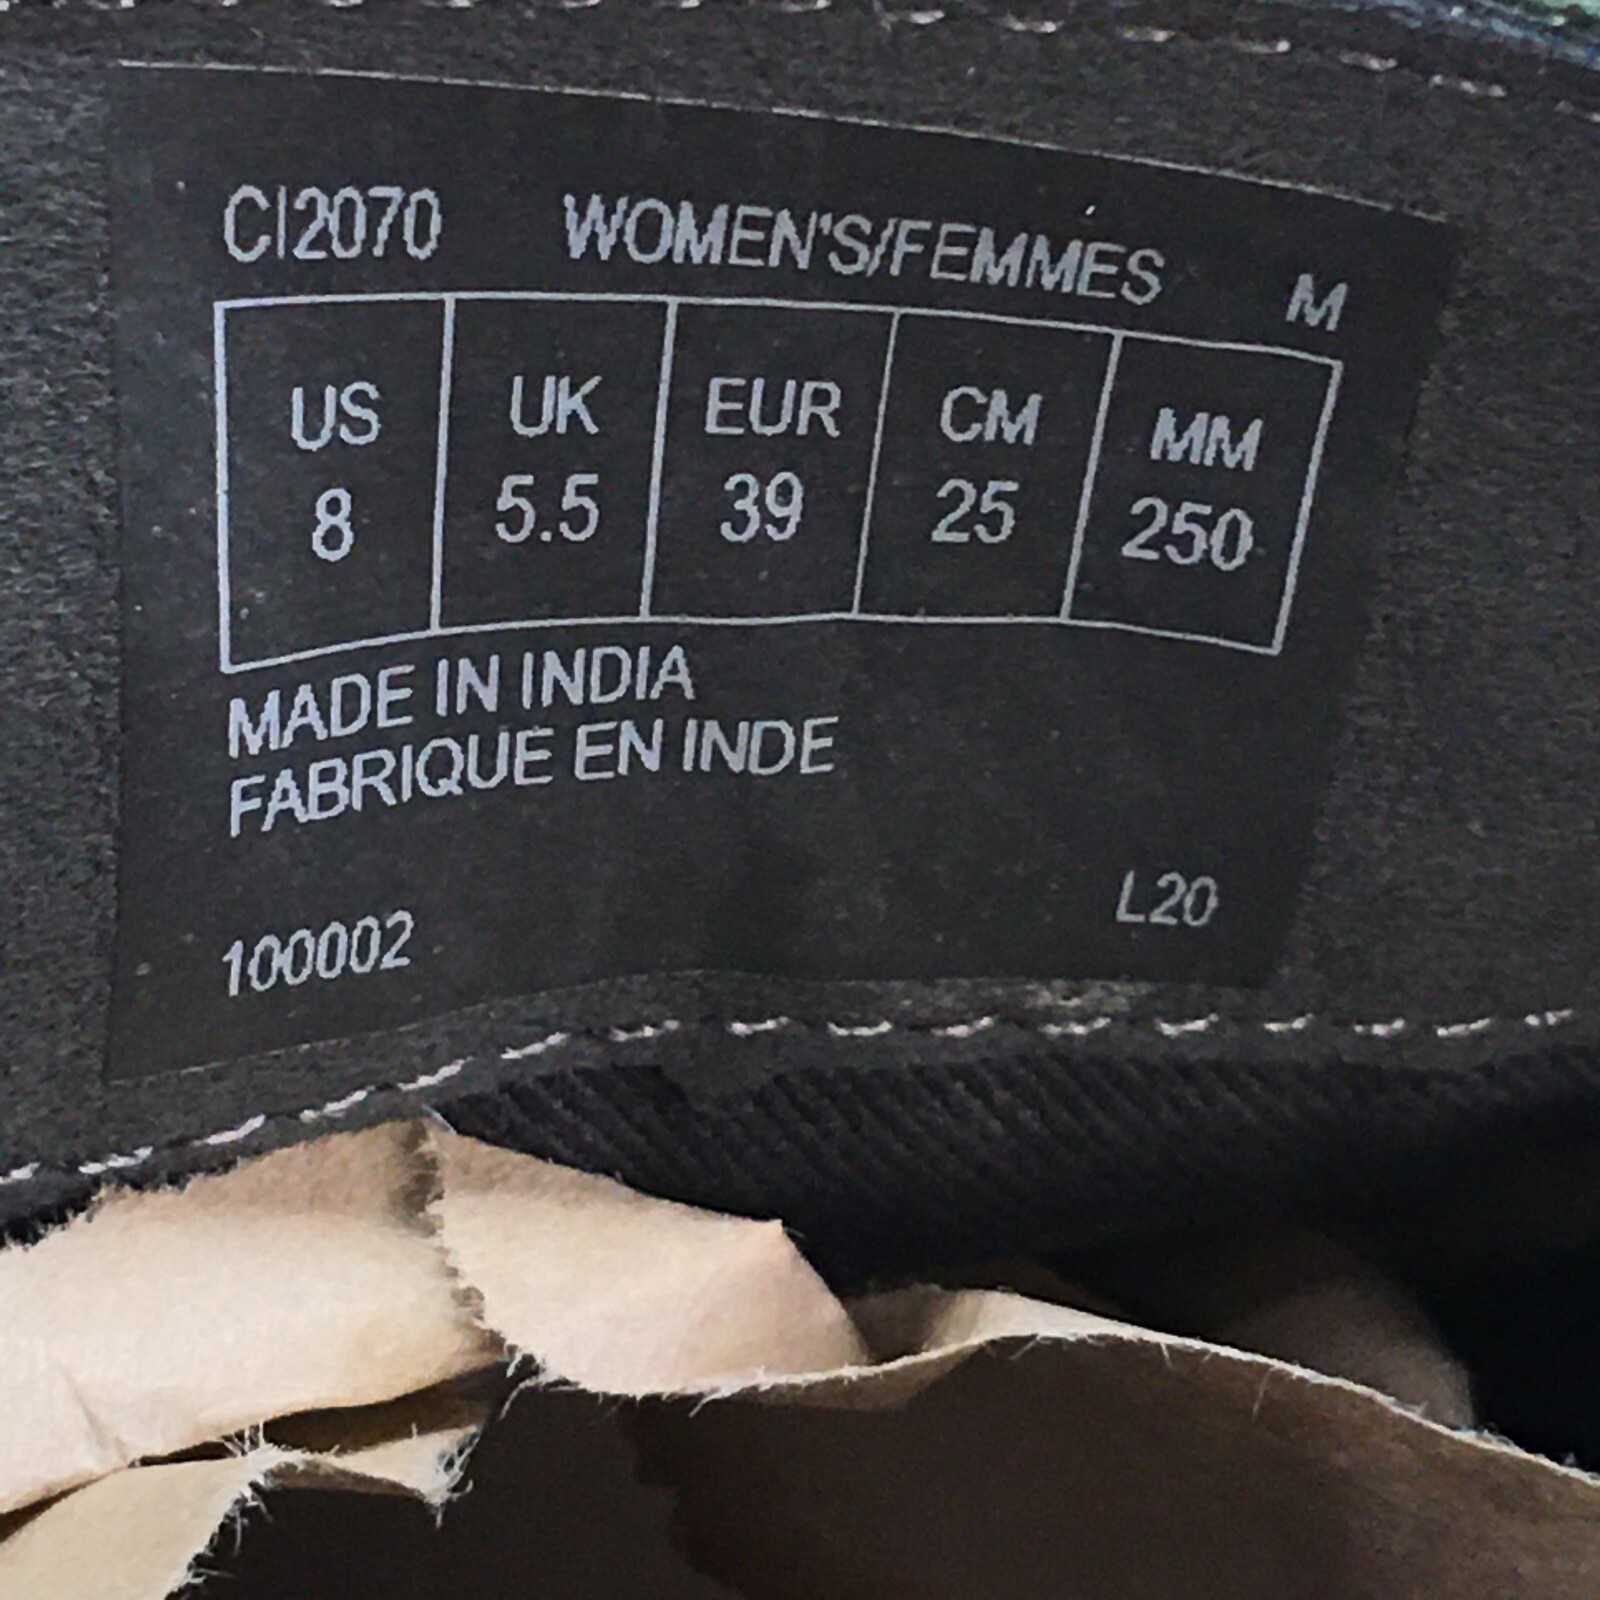 CI2070 WOMEN'S/FEMMES M
US UK EUR CM MM
8 5.5 39 25 250
MADE IN INDIA
FABRIQUE EN INDE
100002 L20